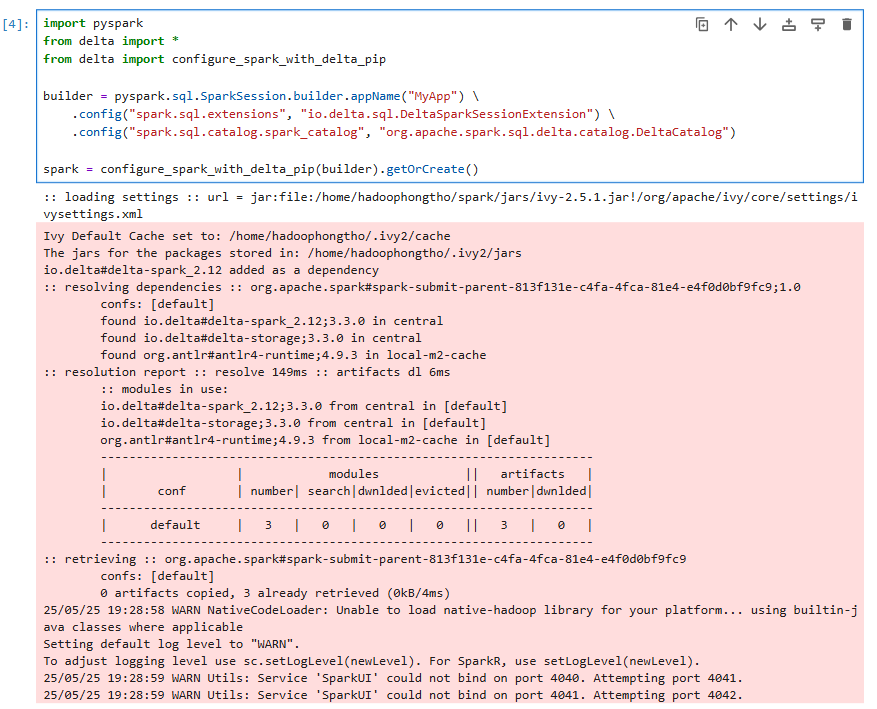 [4]:
import pyspark
from delta import *
from delta import configure_spark_with_delta_pip

builder = pyspark.sql.SparkSession.builder.appName("MyApp") \
    .config("spark.sql.extensions", "io.delta.sql.DeltaSparkSessionExtension") \
    .config("spark.sql.catalog.spark_catalog", "org.apache.spark.sql.delta.catalog.DeltaCatalog")

spark = configure_spark_with_delta_pip(builder).getOrCreate()
:: loading settings :: url = jar:file:/home/hadoophongtho/spark/jars/ivy-2.5.1.jar!/org/apache/ivy/core/settings/i
vysettings.xml
Ivy Default Cache set to: /home/hadoophongtho/.ivy2/cache
The jars for the packages stored in: /home/hadoophongtho/.ivy2/jars
io.delta#delta-spark_2.12 added as a dependency
:: resolving dependencies :: org.apache.spark#spark-submit-parent-813f131e-c4fa-4fca-81e4-e4f0d0bf9fc9;1.0
        confs: [default]
        found io.delta#delta-spark_2.12;3.3.0 in central
        found io.delta#delta-storage;3.3.0 in central
        found org.antlr#antlr4-runtime;4.9.3 in local-m2-cache
:: resolution report :: resolve 149ms :: artifacts dl 6ms
        :: modules in use:
        io.delta#delta-spark_2.12;3.3.0 from central in [default]
        io.delta#delta-storage;3.3.0 from central in [default]
        org.antlr#antlr4-runtime;4.9.3 from local-m2-cache in [default]
        ---------------------------------------------------------------------
        |                  |            modules            ||   artifacts   |
        |       conf       | number| search|dwnlded|evicted|| number|dwnlded|
        ---------------------------------------------------------------------
        |      default     |   3   |   0   |   0   |   0   ||   3   |   0   |
        ---------------------------------------------------------------------
:: retrieving :: org.apache.spark#spark-submit-parent-813f131e-c4fa-4fca-81e4-e4f0d0bf9fc9
        confs: [default]
        0 artifacts copied, 3 already retrieved (0kB/4ms)
25/05/25 19:28:58 WARN NativeCodeLoader: Unable to load native-hadoop library for your platform... using builtin-j
ava classes where applicable
Setting default log level to "WARN".
To adjust logging level use sc.setLogLevel(newLevel). For SparkR, use setLogLevel(newLevel).
25/05/25 19:28:59 WARN Utils: Service 'SparkUI' could not bind on port 4040. Attempting port 4041.
25/05/25 19:28:59 WARN Utils: Service 'SparkUI' could not bind on port 4041. Attempting port 4042.